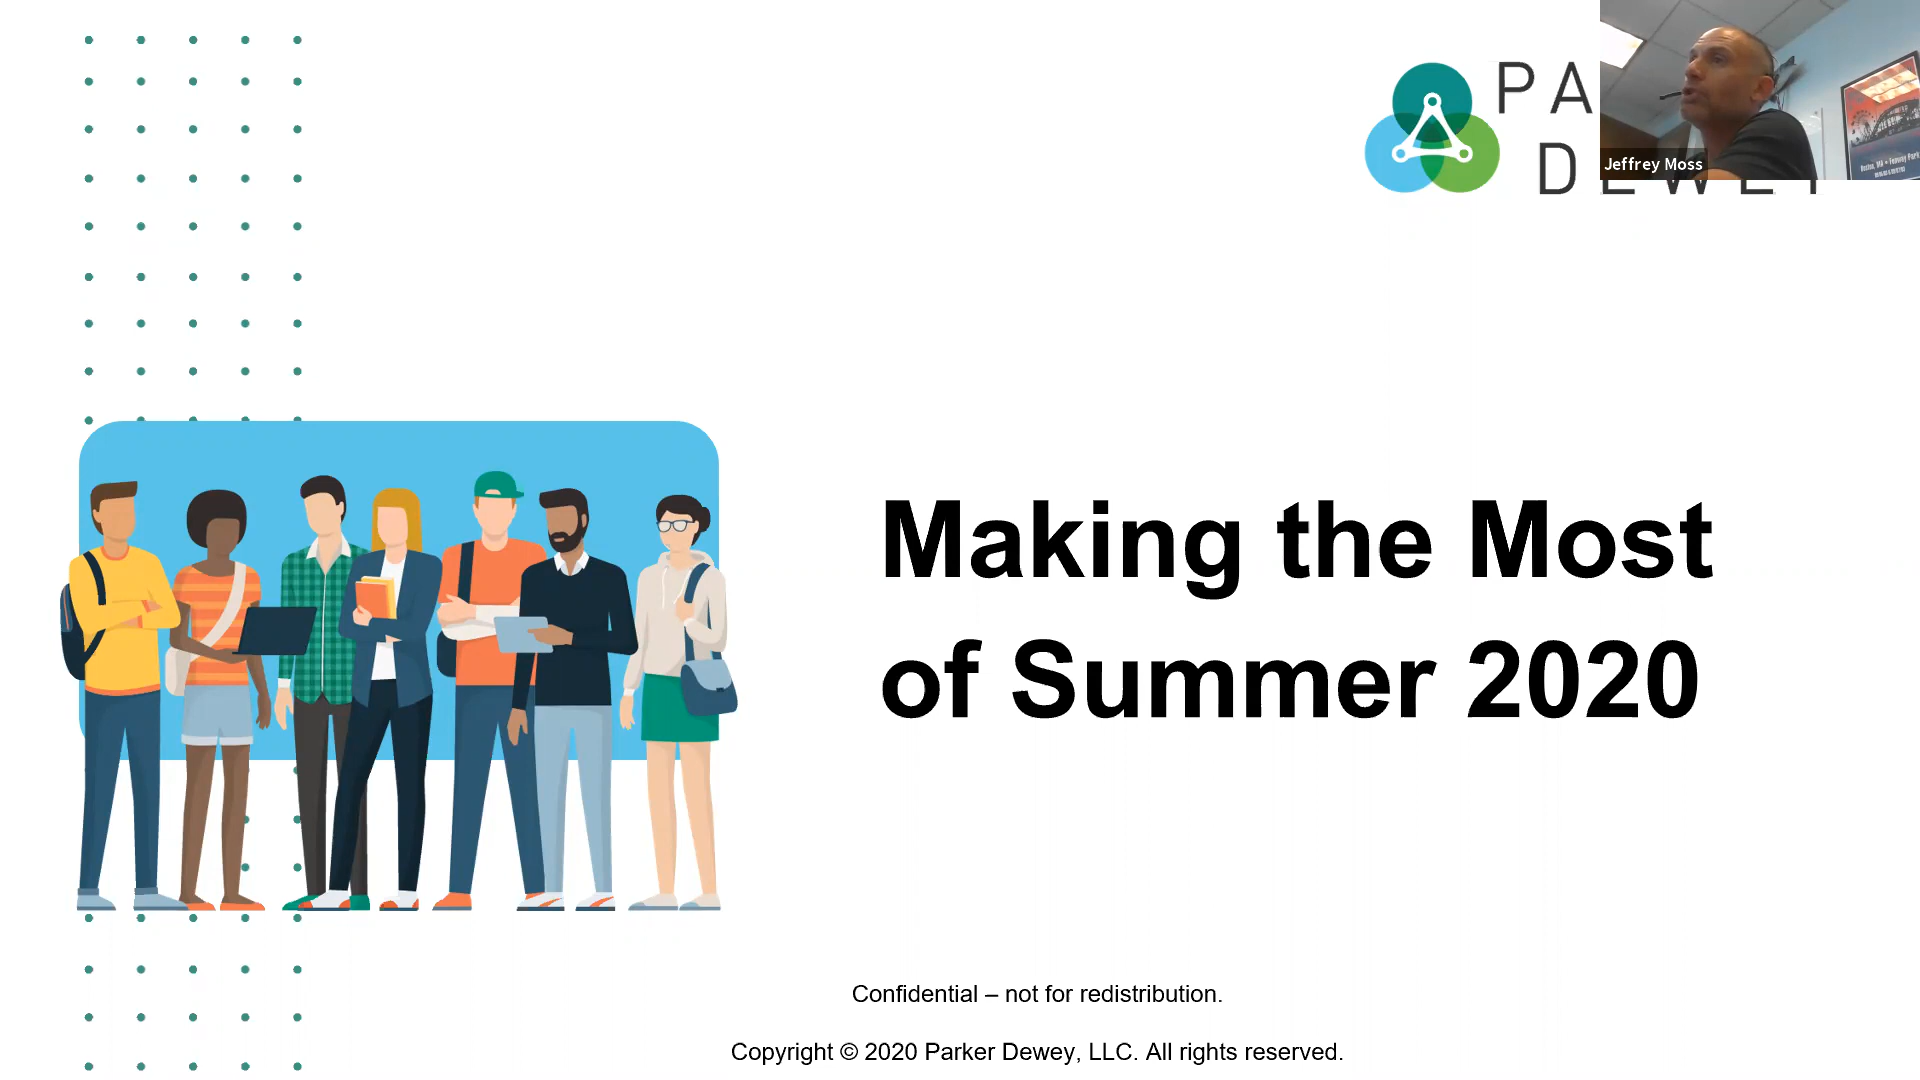 PA
DEWEY
Jeffrey Moss
Making the Most
of Summer 2020
Confidential – not for redistribution.
Copyright © 2020 Parker Dewey, LLC. All rights reserved.